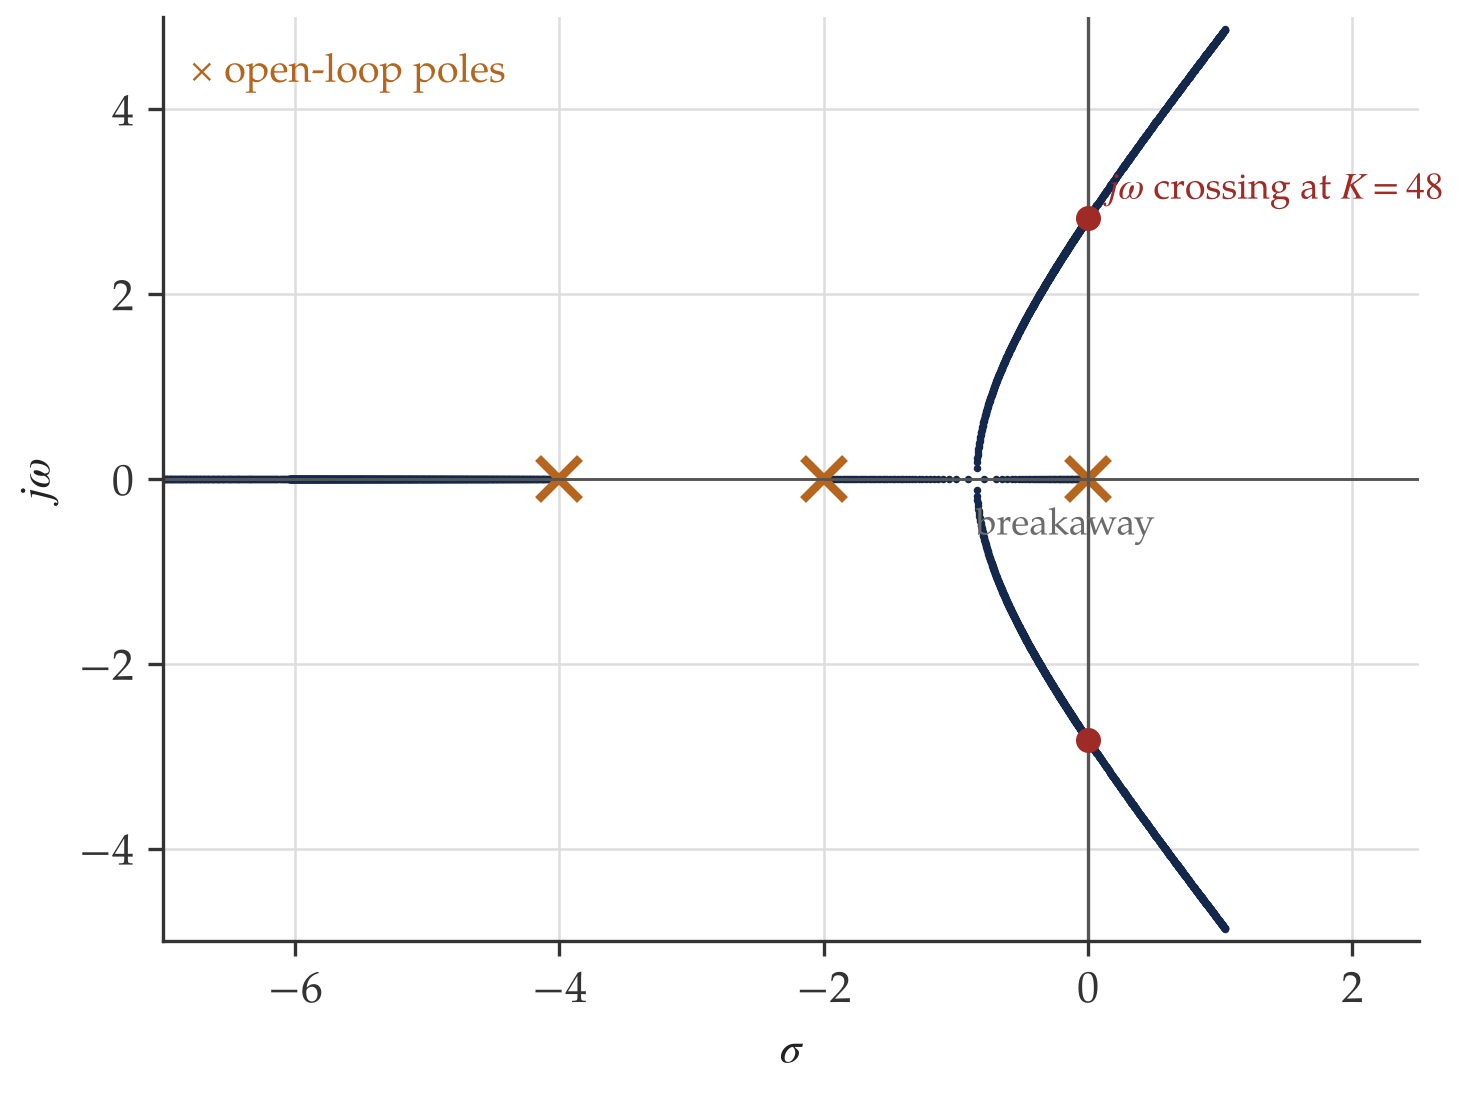 × open-loop poles
4
jω crossing at K = 48
2
0
breakaway
jω
−2
−4
−6
−4
−2
0
2
σ